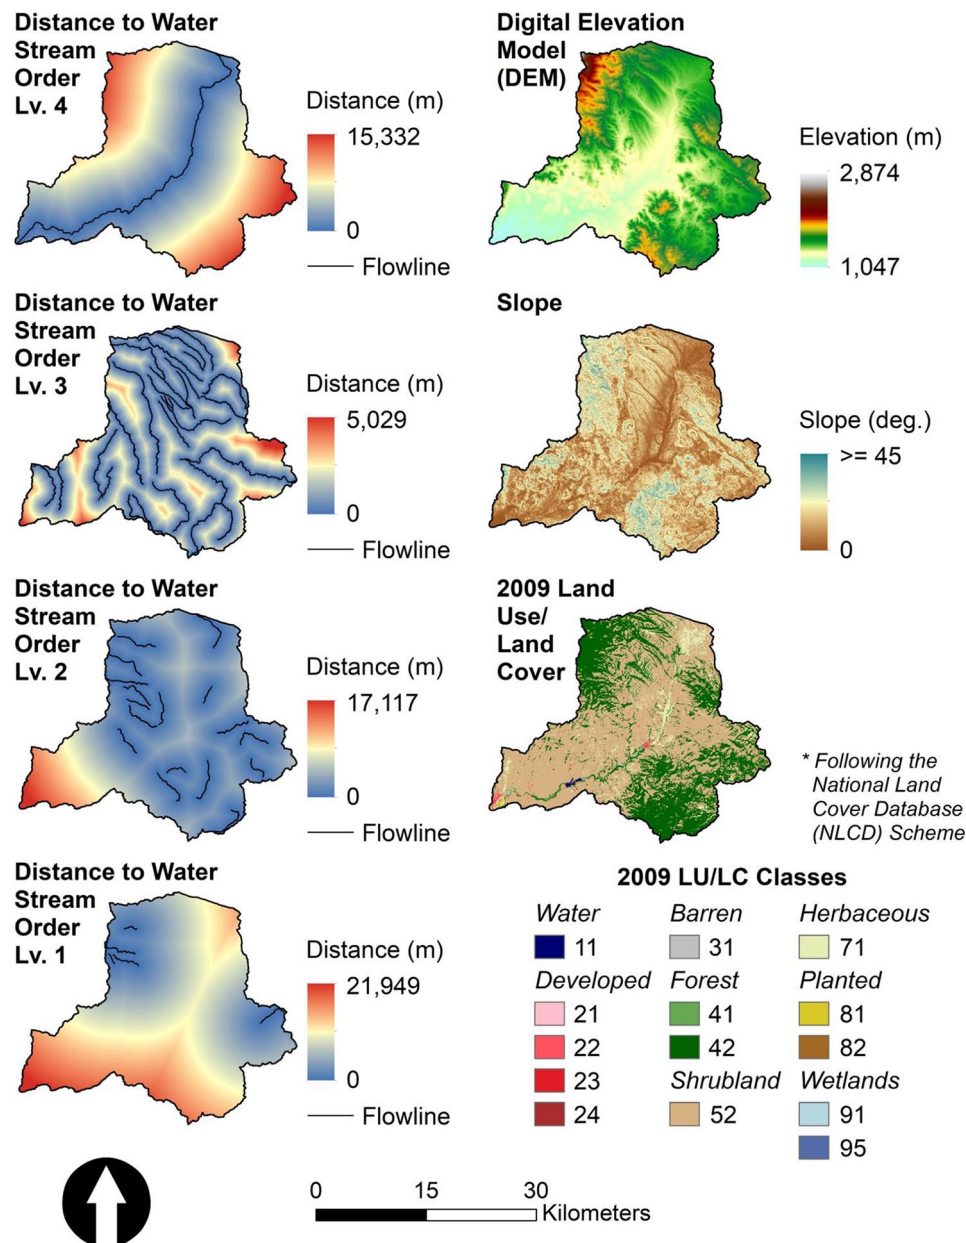 Distance to Water
Stream
Order
Lv. 4
Distance (m)
15,332
0
Flowline
Digital Elevation
Model
(DEM)
Elevation (m)
2,874
1,047
Distance to Water
Stream
Order
Lv. 3
Distance (m)
5,029
0
Flowline
Slope
Slope (deg.)
>= 45
0
Distance to Water
Stream
Order
Lv. 2
Distance (m)
17,117
0
Flowline
2009 Land
Use/
Land
Cover
* Following the
National Land
Cover Database
(NLCD) Scheme
Distance to Water
Stream
Order
Lv. 1
Distance (m)
21,949
0
Flowline
2009 LU/LC Classes
Water
11
Developed
21
22
23
24
Barren
31
Forest
41
42
Shrubland
52
Herbaceous
71
Planted
81
82
Wetlands
91
95
0 15 30
Kilometers